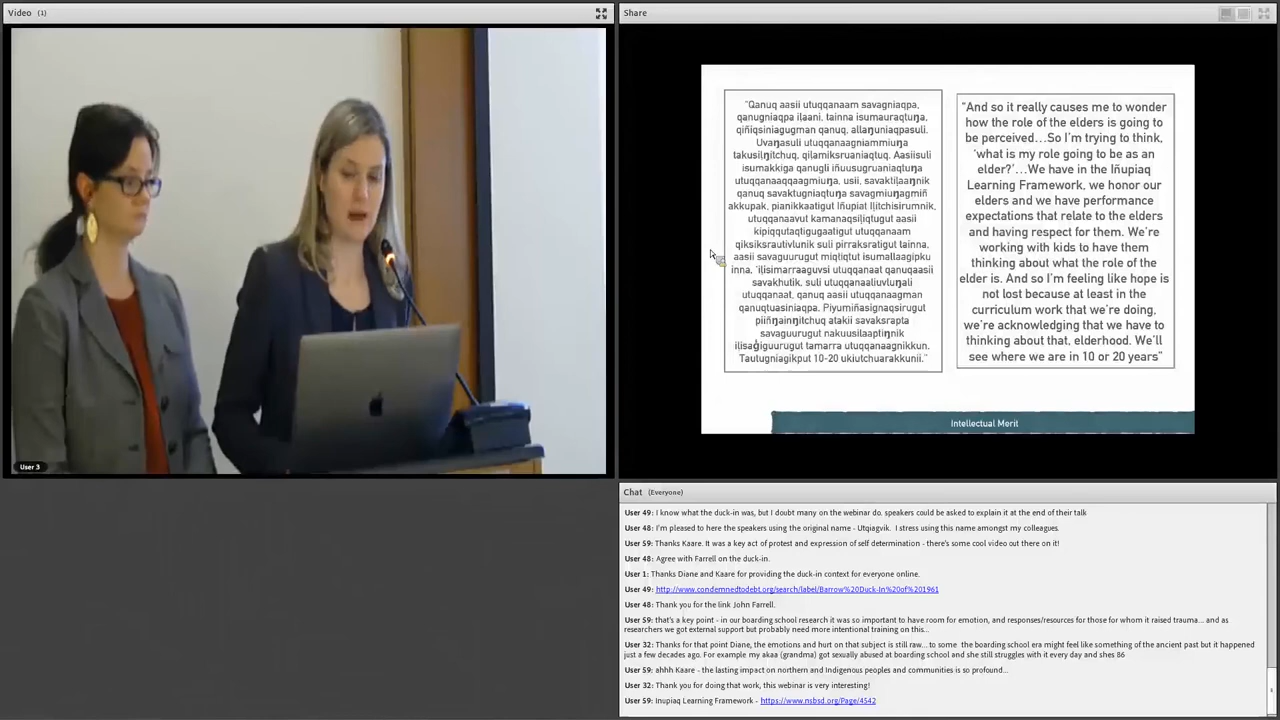 Video (1)
User 3
Share
“Qanuq aasii utuqqanaam savagniaqpa,
qanugniaqpa iḷaani, tainna isumauraqtuŋa,
qiñiqsiniagugman qanuq, allaŋuniaqpasuli.
Uvaŋasuli utuqqanaagniammiuŋa
takusiḷŋitchuq, qilamiksruaniaqtuq. Aasiisuli
isumakkiga qanugli iñuusugruaniaqtuŋa
utuqqanaaqaagmiuŋa, usii, savaktiḷaaŋnik
qanuq savaktugniaqtuŋa savagmiuŋagmiñ
akkupak, pianikkaatigut Iñupiat Iḷitchisirumnik,
utuqqanaavut kamanaqsiḷiqtugut aasii
kipiqqutaqtigugaatigut utuqqanaam
qiksiksrautivlunik suli pirraksratigut tainna,
aasii savaguurugut miqḷiqtut isumallaagipku
inna, ‘iḷisimarraaguvsi utuqqanaat qanuqaasii
savakhutik, suli utuqqanaaliuvluŋuli
utuqqanaat, qanuq aasii utuqqanaagman
qanuqtuasiniaqpa. Piyumiñasignaqsirugut
piiñŋainŋitchuq atakii savaksrapta
savaguurugut nakuusilaaptiŋnik
iḷisaġiguurugut tamarra utuqqanaagnikkun.
Tautugniagikput 10-20 ukiutchuarakkunii.”
“And so it really causes me to wonder
how the role of the elders is going to
be perceived...So I’m trying to think,
‘what is my role going to be as an
elder?’...We have in the Iñupiaq
Learning Framework, we honor our
elders and we have performance
expectations that relate to the elders
and having respect for them. We’re
working with kids to have them
thinking about what the role of the
elder is. And so I’m feeling like hope is
not lost because at least in the
curriculum work that we’re doing,
we’re acknowledging that we have to
thinking about that, elderhood. We’ll
see where we are in 10 or 20 years”
Intellectual Merit
Chat (Everyone)
User 49: I know what the duck-in was, but I doubt many on the webinar do. speakers could be asked to explain it at the end of their talk
User 48: I'm pleased to here the speakers using the original name - Utqiagvik. I stress using this name amongst my colleagues.
User 59: Thanks Kaare. It was a key act of protest and expression of self determination - there's some cool video out there on it!
User 48: Agree with Farrell on the duck-in.
User 1: Thanks Diane and Kaare for providing the duck-in context for everyone online.
User 49: http://www.condemnedtodebt.org/search/label/Barrow%20Duck-In%20of%201961
User 48: Thank you for the link John Farrell.
User 59: that's a key point - in our boarding school research it was so important to have room for emotion, and responses/resources for those for whom it raised trauma... and as
researchers we got external support but probably need more intentional training on this...
User 32: Thanks for that point Diane, the emotions and hurt on that subject is still raw... to some the boarding school era might feel like something of the ancient past but it happened
just a few decades ago. For example my akaa (grandma) got sexually abused at boarding school and she still struggles with it every day and shes 86
User 59: ahhh Kaare - the lasting impact on northern and Indigenous peoples and communities is so profound...
User 32: Thank you for doing that work, this webinar is very interesting!
User 59: Inupiaq Learning Framework - https://www.nsbsd.org/Page/4542